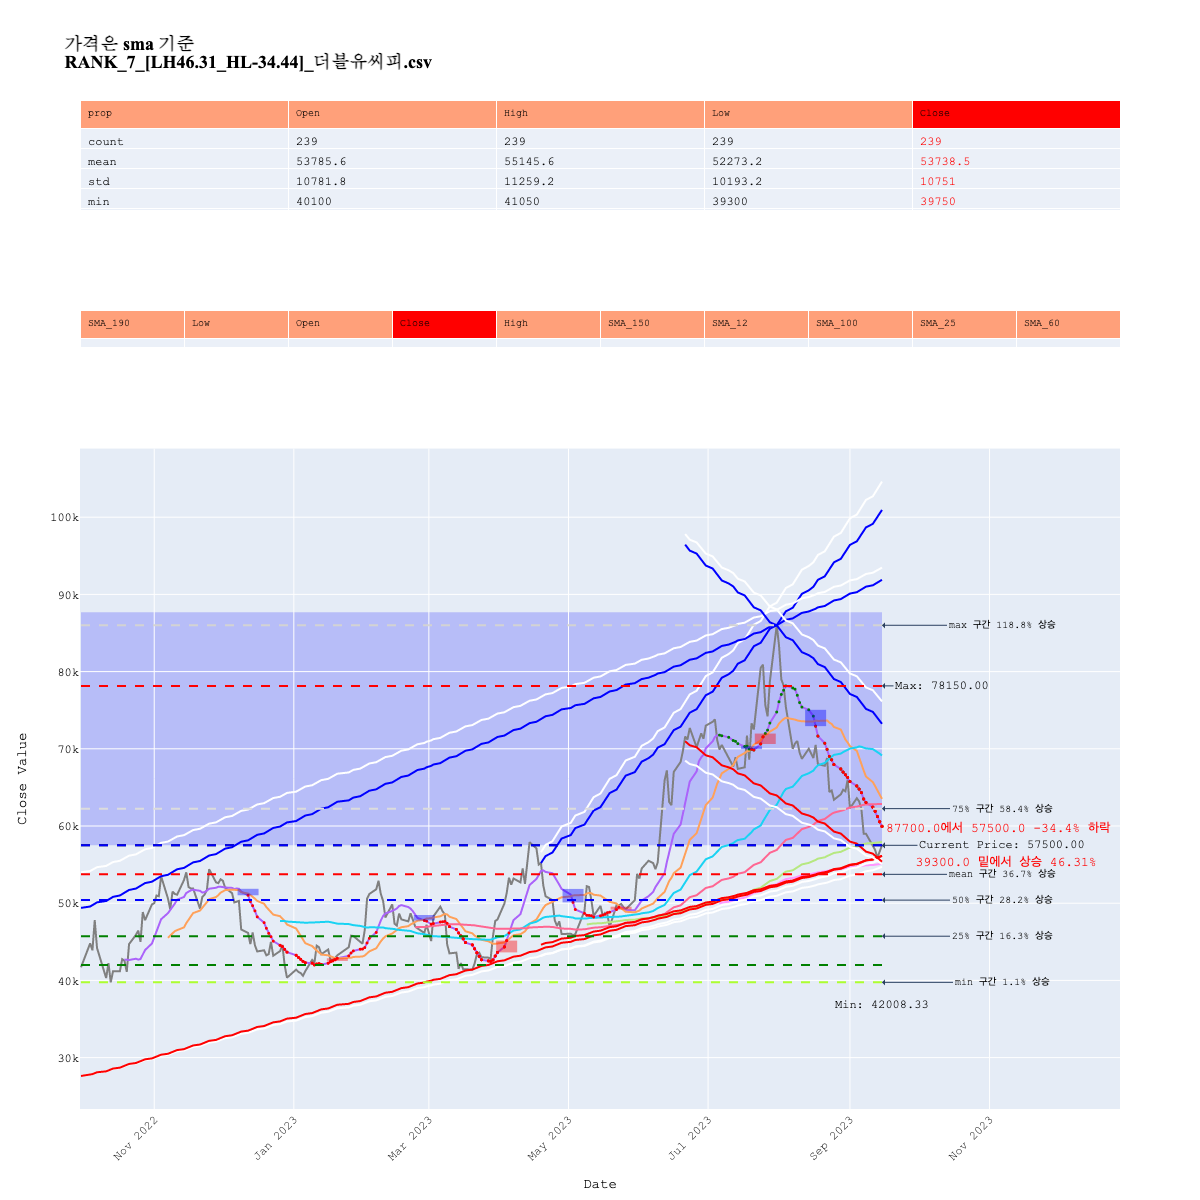 가격은 sma 기준
RANK_7_[LH46.31_HL-34.44]_더블유씨피.csv
prop Open High Low Close
count 239 239 239 239
mean 53785.6 55145.6 52273.2 53738.5
std 10781.8 11259.2 10193.2 10751
min 40100 41050 39300 39750
SMA_190 Low Open Close High SMA_150 SMA_12 SMA_100 SMA_25 SMA_60
100k
90k
max 구간 118.8% 상승
80k
Max: 78150.00
70k
75% 구간 58.4% 상승
60k
87700.0에서 57500.0 -34.4% 하락
Current Price: 57500.00
39300.0 밑에서 상승 46.31%
mean 구간 36.7% 상승
50k
50% 구간 28.2% 상승
25% 구간 16.3% 상승
40k
min 구간 1.1% 상승
Min: 42008.33
30k
Close Value
Nov 2022 Jan 2023 Mar 2023 May 2023 Jul 2023 Sep 2023 Nov 2023
Date